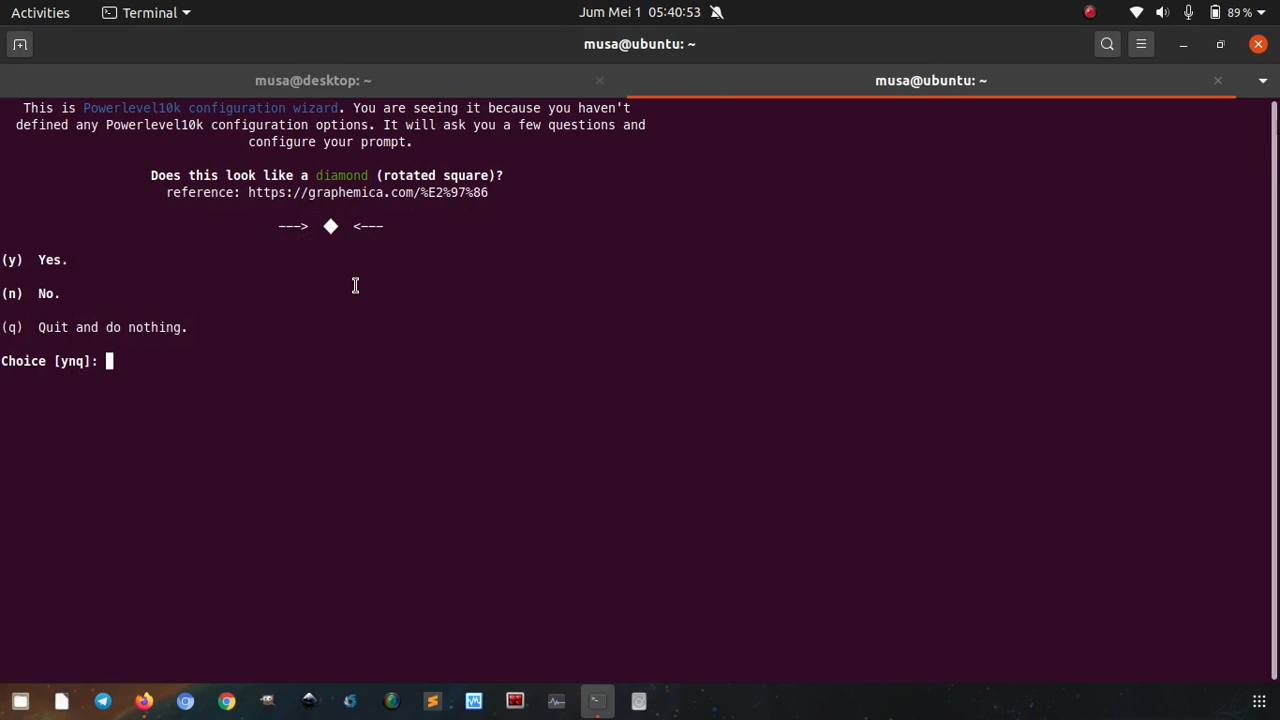 Activities
Terminal
Jum Mei 1 05:40:53
89 %
musa@ubuntu: ~
musa@desktop: ~
musa@ubuntu: ~
This is Powerlevel10k configuration wizard. You are seeing it because you haven't
defined any Powerlevel10k configuration options. It will ask you a few questions and
configure your prompt.
Does this look like a diamond (rotated square)?
reference: https://graphemica.com/%E2%97%86
---> ◆ <---
(y) Yes.
(n) No.
(q) Quit and do nothing.
Choice [ynq]: